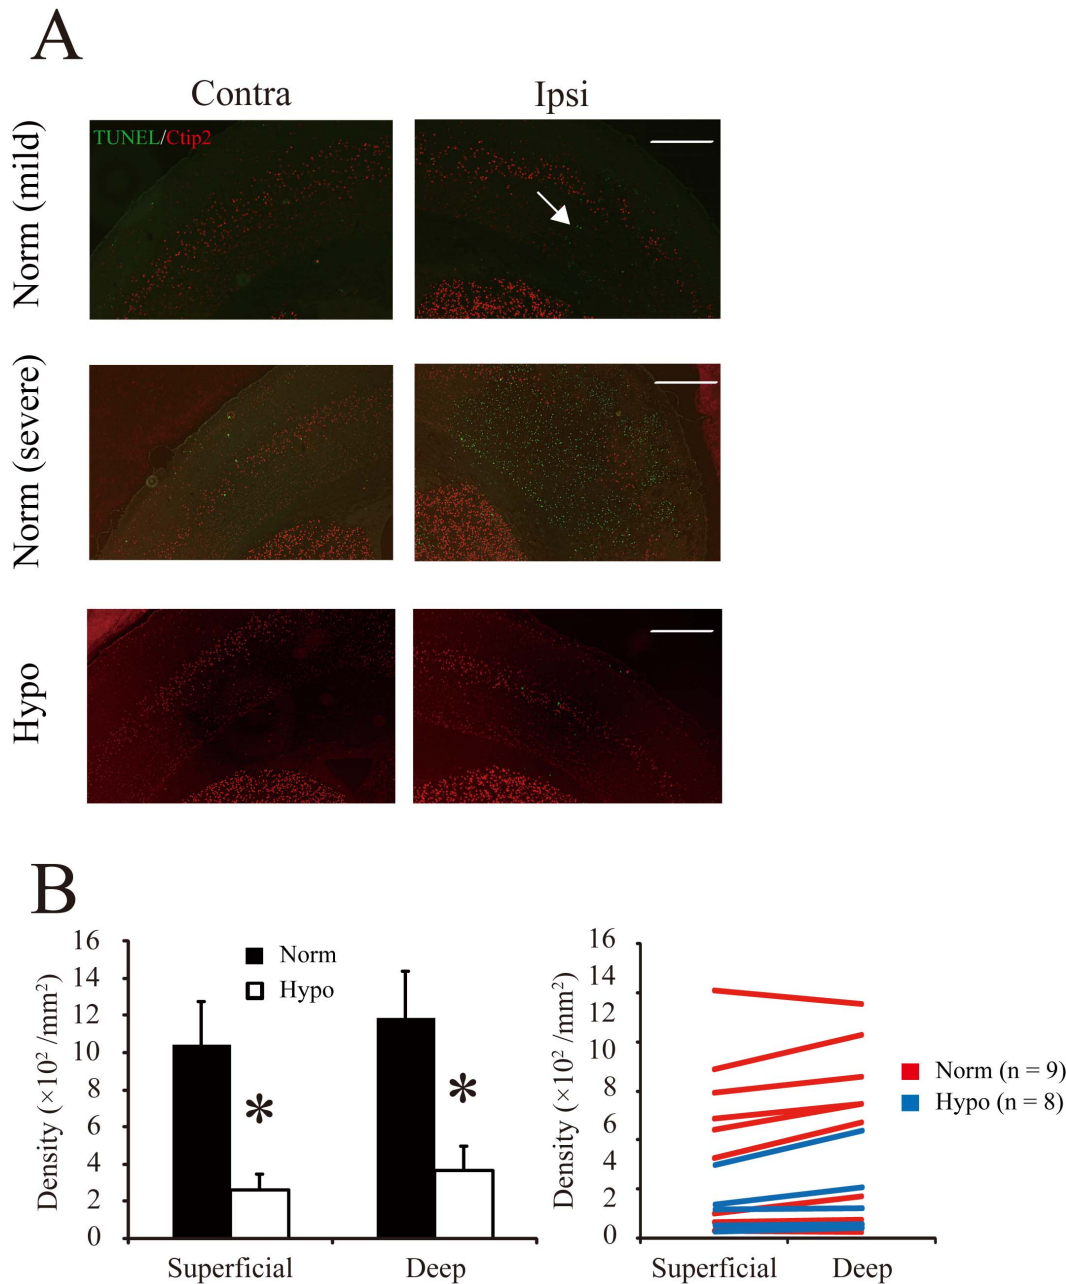 A
Contra
Ipsi
Norm (mild)
TUNEL/Ctip2
Norm (severe)
Hypo
B
Density (×10² /mm²)
16
14
12
10
8
6
4
2
0
Norm
Hypo
*
*
Superficial
Deep
Density (×10² /mm²)
16
14
12
10
8
6
4
2
0
Norm (n = 9)
Hypo (n = 8)
Superficial
Deep